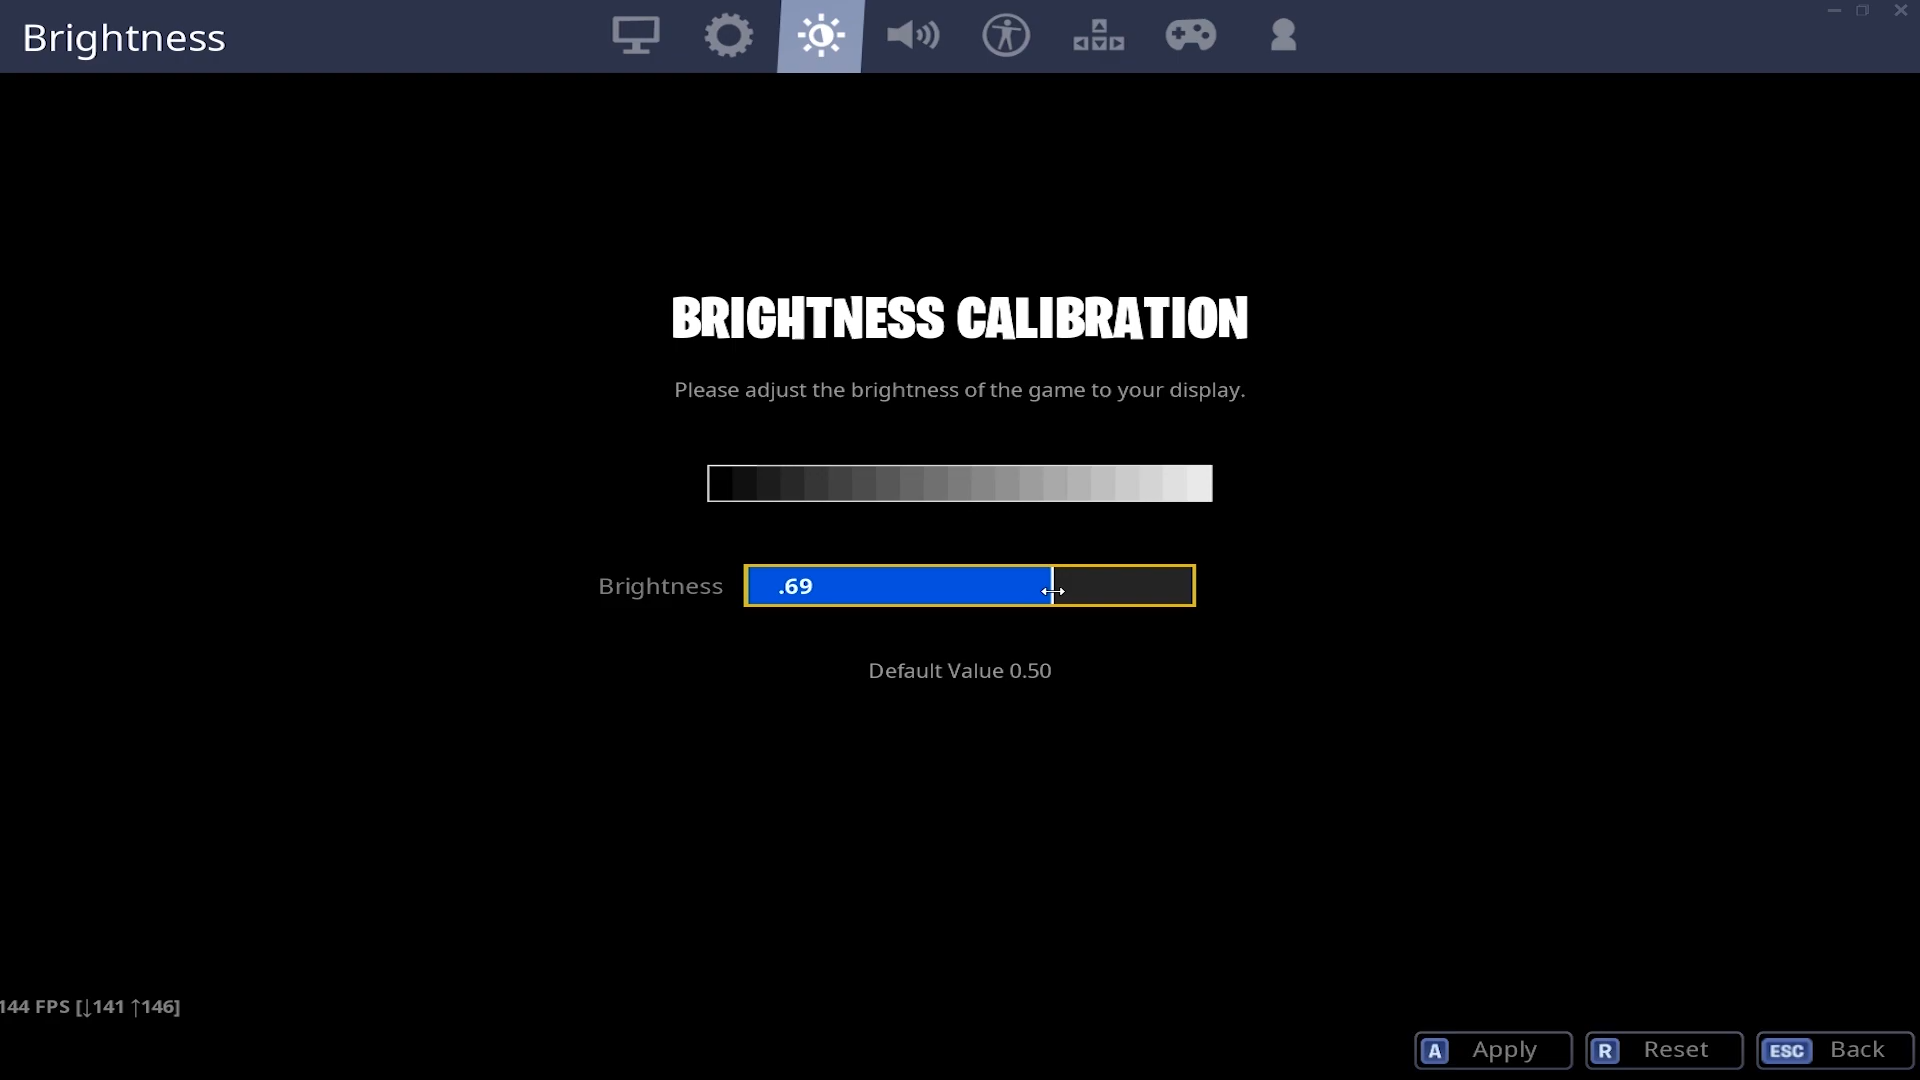 Brightness
BRIGHTNESS CALIBRATION
Please adjust the brightness of the game to your display.
Brightness .69
Default Value 0.50
144 FPS [↓141 ↑146]
A Apply R Reset ESC Back